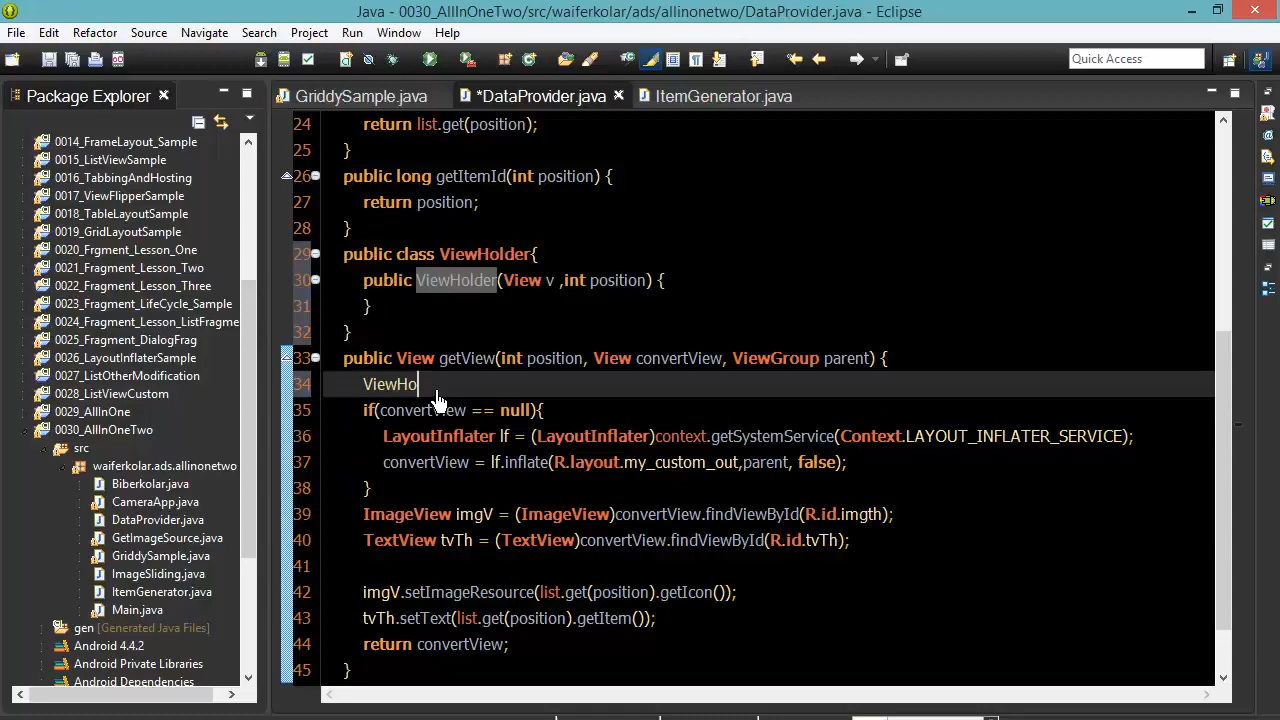 Java - 0030_AllInOneTwo/src/waiferkolar/ads/allinonetwo/DataProvider.java - Eclipse
File Edit Refactor Source Navigate Search Project Run Window Help
Quick Access
Package Explorer
GriddySample.java
*DataProvider.java
ItemGenerator.java
0014_FrameLayout_Sample
0015_ListViewSample
0016_TabbingAndHosting
0017_ViewFlipperSample
0018_TableLayoutSample
0019_GridLayoutSample
0020_Frgment_Lesson_One
0021_Fragment_Lesson_Two
0022_Fragment_Lesson_Three
0023_Fragment_LifeCycle_Sample
0024_Fragment_Lesson_ListFragme
0025_Fragment_DialogFrag
0026_LayoutInflaterSample
0027_ListOtherModification
0028_ListViewCustom
0029_AllInOne
0030_AllInOneTwo
src
waiferkolar.ads.allinonetwo
Biberkolar.java
CameraApp.java
DataProvider.java
GetImageSource.java
GriddySample.java
ImageSliding.java
ItemGenerator.java
Main.java
gen [Generated Java Files]
Android 4.4.2
Android Private Libraries
Android Dependencies
24 return list.get(position);
25 }
26 public long getItemId(int position) {
27 return position;
28 }
29 public class ViewHolder{
30 public ViewHolder(View v ,int position) {
31 }
32 }
33 public View getView(int position, View convertView, ViewGroup parent) {
34 ViewHo
35 if(convertView == null){
36 LayoutInflater lf = (LayoutInflater)context.getSystemService(Context.LAYOUT_INFLATER_SERVICE);
37 convertView = lf.inflate(R.layout.my_custom_out,parent, false);
38 }
39 ImageView imgV = (ImageView)convertView.findViewById(R.id.imgth);
40 TextView tvTh = (TextView)convertView.findViewById(R.id.tvTh);
41
42 imgV.setImageResource(list.get(position).getIcon());
43 tvTh.setText(list.get(position).getItem());
44 return convertView;
45 }